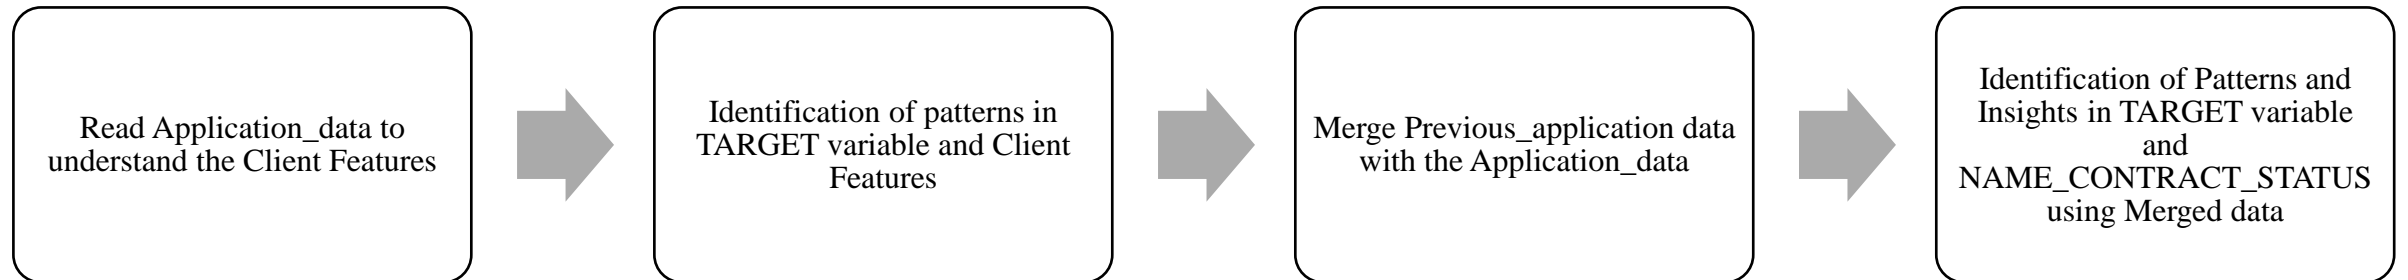 Read Application_data to
understand the Client Features
Identification of patterns in
TARGET variable and Client
Features
Merge Previous_application data
with the Application_data
Identification of Patterns and
Insights in TARGET variable
and
NAME_CONTRACT_STATUS
using Merged data